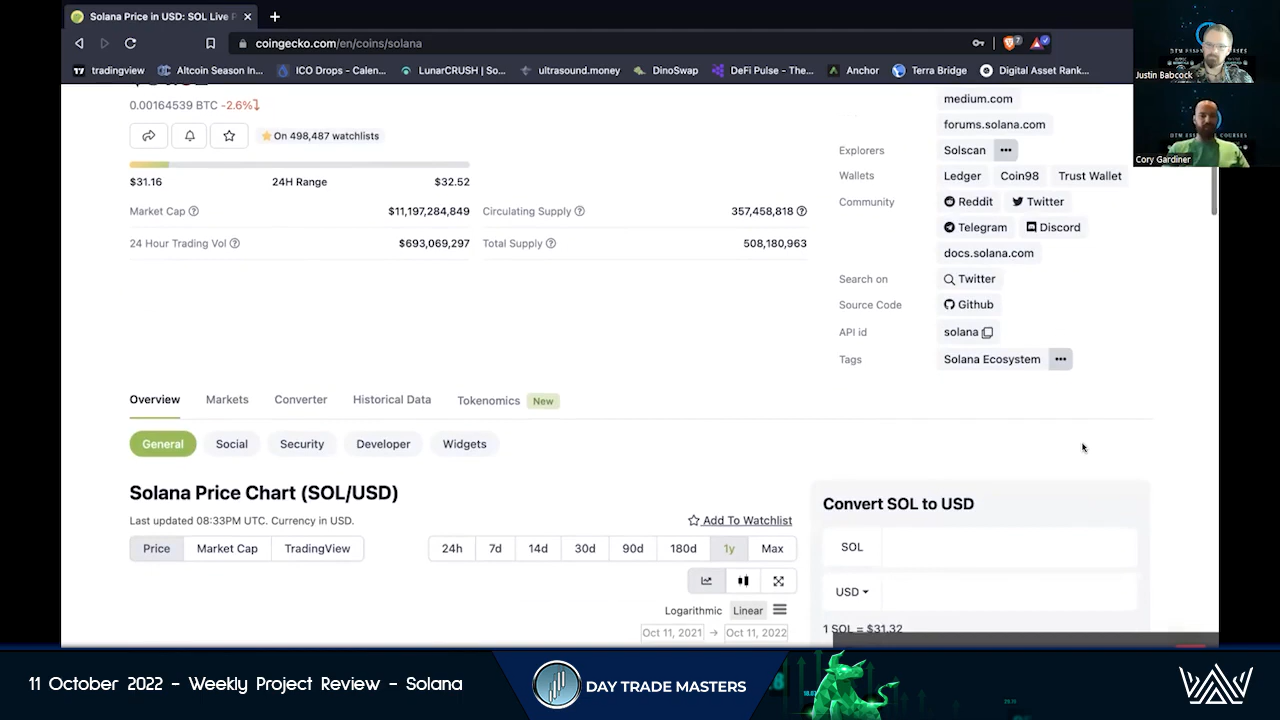 Solana Price in USD: SOL Live P
coingecko.com/en/coins/solana
7
tradingview
Altcoin Season In...
ICO Drops - Calen...
LunarCRUSH | So...
ultrasound.money
DinoSwap
DeFi Pulse - The...
Anchor
Terra Bridge
Digital Asset Rank...
Justin Babcock
Cory Gardiner
0.00164539 BTC -2.6%
On 498,487 watchlists
$31.16 24H Range $32.52
Market Cap $11,197,284,849
Circulating Supply 357,458,818
24 Hour Trading Vol $693,069,297
Total Supply 508,180,963
medium.com
forums.solana.com
Explorers Solscan
Wallets Ledger Coin98 Trust Wallet
Community Reddit Twitter
Telegram Discord
docs.solana.com
Search on Twitter
Source Code Github
API id solana
Tags Solana Ecosystem
Overview Markets Converter Historical Data Tokenomics New
General Social Security Developer Widgets
Solana Price Chart (SOL/USD)
Last updated 08:33PM UTC. Currency in USD.
Add To Watchlist
Price Market Cap TradingView
24h 7d 14d 30d 90d 180d 1y Max
Logarithmic Linear
Oct 11, 2021 → Oct 11, 2022
Convert SOL to USD
SOL
USD
1 SOL = $31.32
11 October 2022 - Weekly Project Review - Solana
DAY TRADE MASTERS